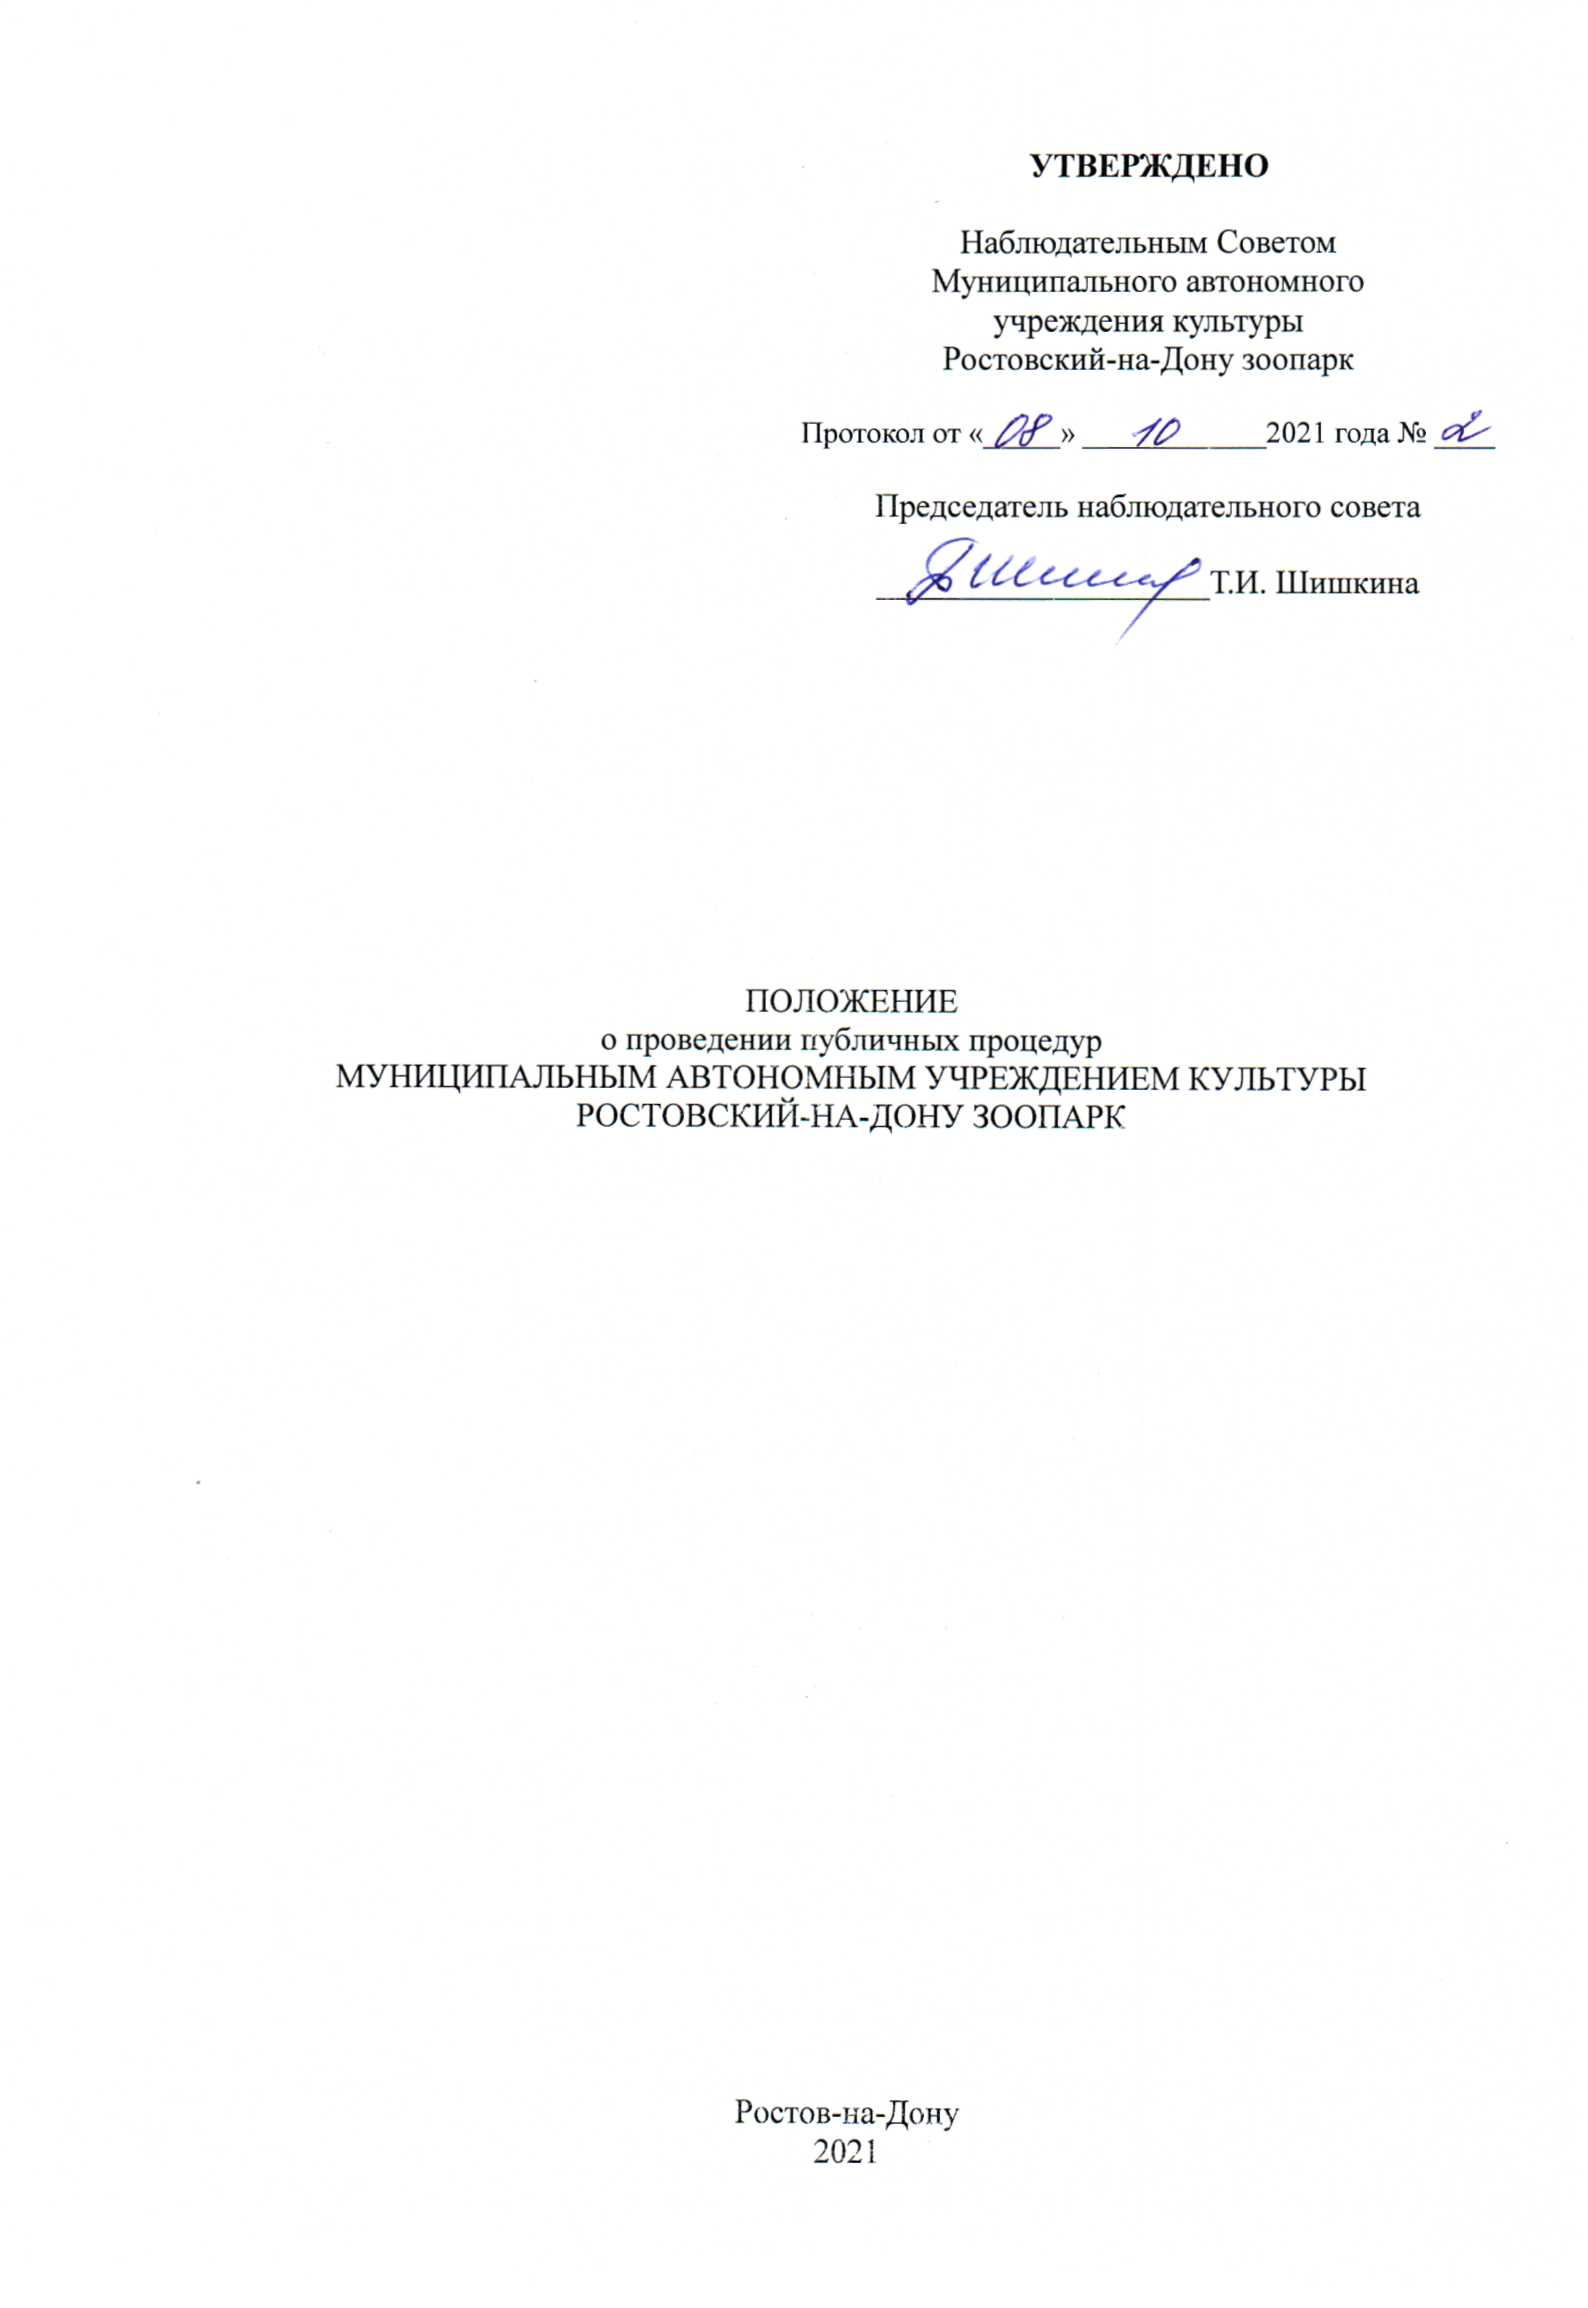 УТВЕРЖДЕНО
Наблюдательным Советом
Муниципального автономного
учреждения культуры
Ростовский-на-Дону зоопарк
Протокол от «08» 10 2021 года № 2
Председатель наблюдательного совета
Т.И. Шишкина
ПОЛОЖЕНИЕ
о проведении публичных процедур
МУНИЦИПАЛЬНЫМ АВТОНОМНЫМ УЧРЕЖДЕНИЕМ КУЛЬТУРЫ
РОСТОВСКИЙ-НА-ДОНУ ЗООПАРК
Ростов-на-Дону
2021